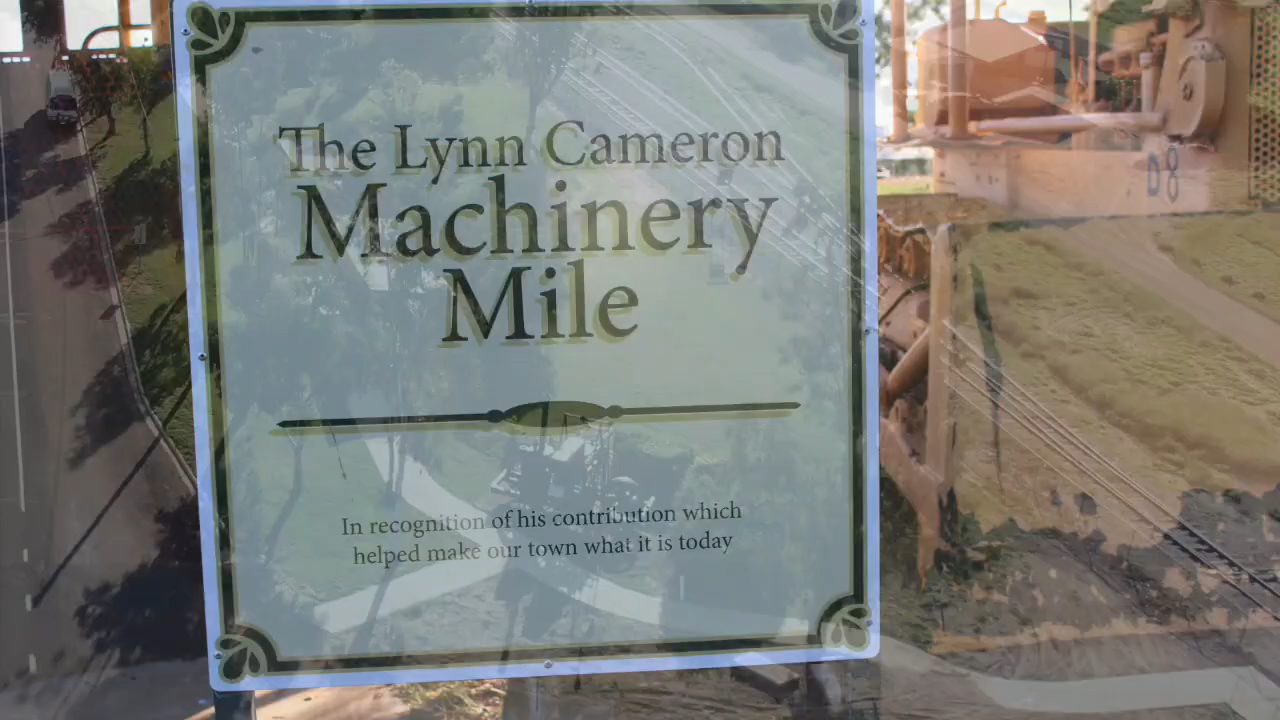 The Lynn Cameron
Machinery
Mile
In recognition of his contribution which
helped make our town what it is today
D8